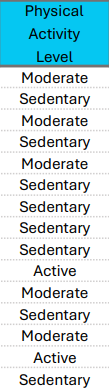 Physical
Activity
Level
Moderate
Sedentary
Moderate
Sedentary
Moderate
Sedentary
Sedentary
Sedentary
Sedentary
Active
Moderate
Sedentary
Moderate
Active
Sedentary